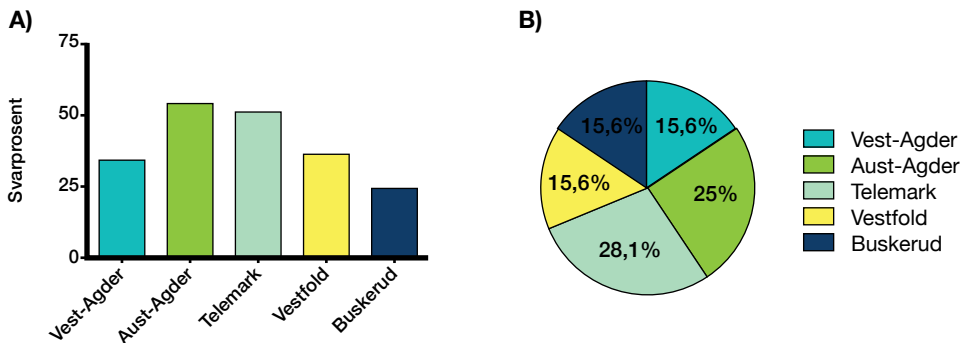 A)
Svarprosent
75
50
25
0
Vest-Agder
Aust-Agder
Telemark
Vestfold
Buskerud
B)
15,6%
15,6%
25%
28,1%
15,6%
Vest-Agder
Aust-Agder
Telemark
Vestfold
Buskerud